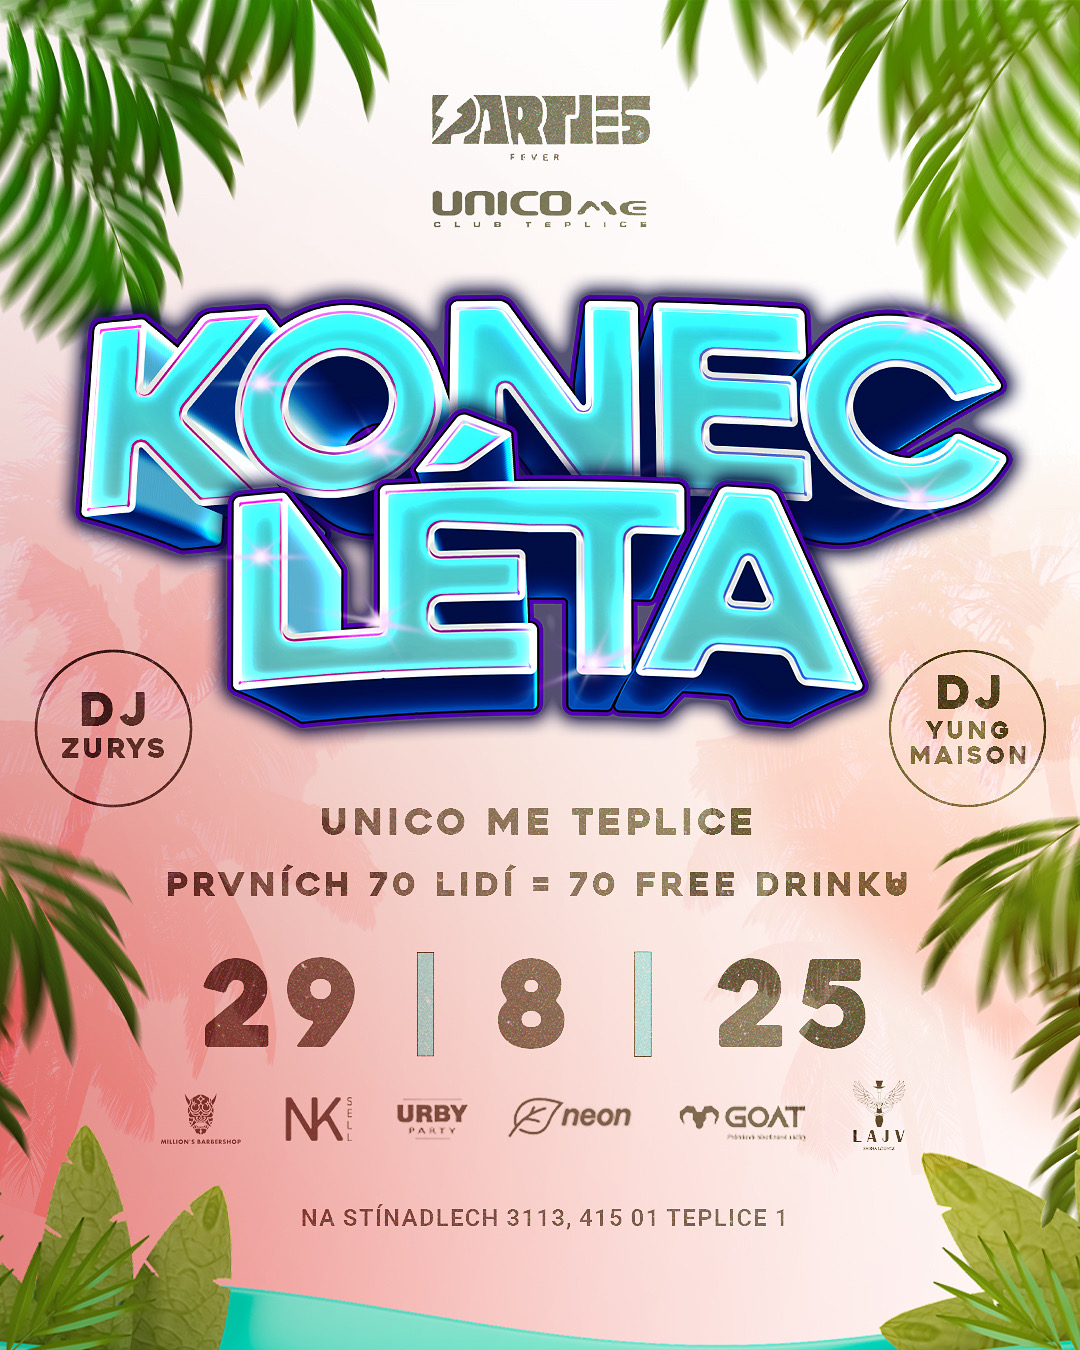 PARTIES
FEVER
UNICO ME
CLUB TEPLICE
KONEC
LÉTA
DJ
ZURYS
DJ
YUNG
MAISON
UNICO ME TEPLICE
PRVNÍCH 70 LIDÍ = 70 FREE DRINKU
29 | 8 | 25
MILLION'S BARBERSHOP
NK SELL
URBY
PARTY
neon
GOAT
LAJV
NA STÍNADLECH 3113, 415 01 TEPLICE 1